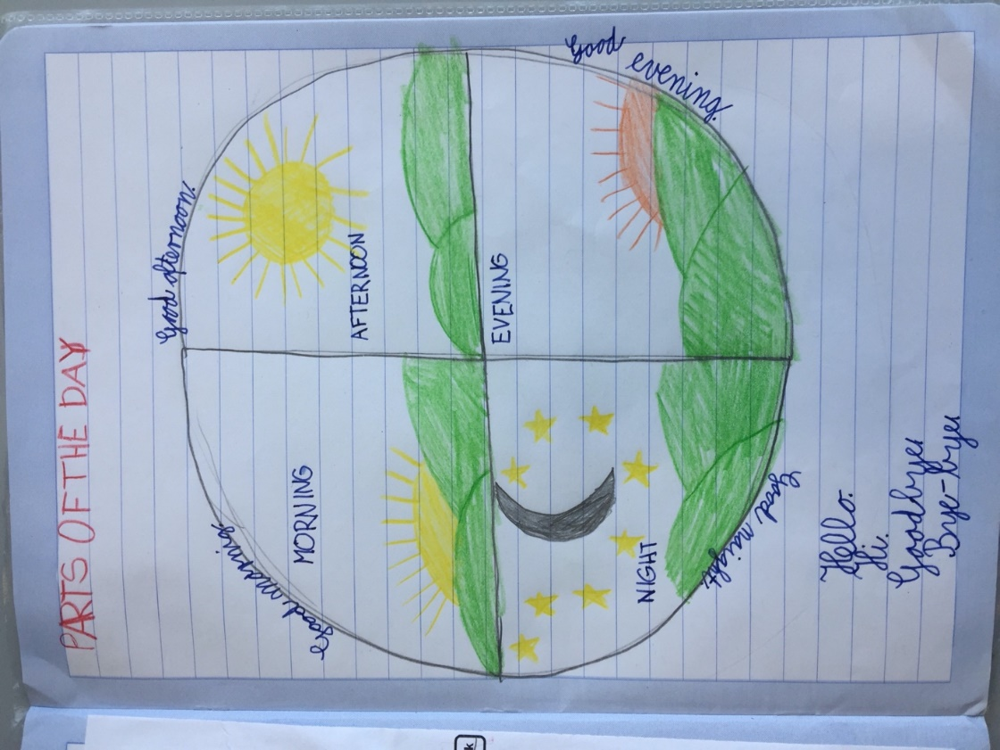 PARTS OF THE DAY
Good morning.
Good afternoon.
MORNING
AFTERNOON
NIGHT
EVENING
Good night.
Good evening.
Hello.
Hi.
Goodbye
Bye-bye